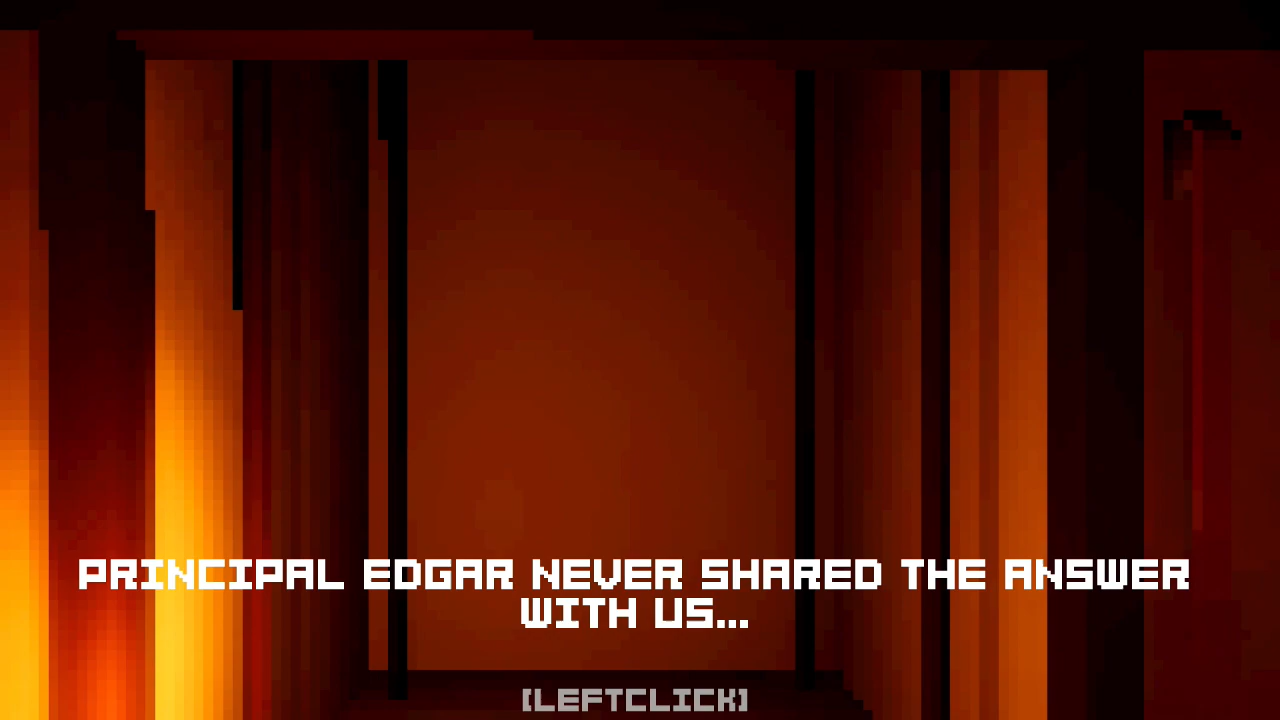 PRINCIPAL EDGAR NEVER SHARED THE ANSWER
WITH US...
[LEFTCLICK]